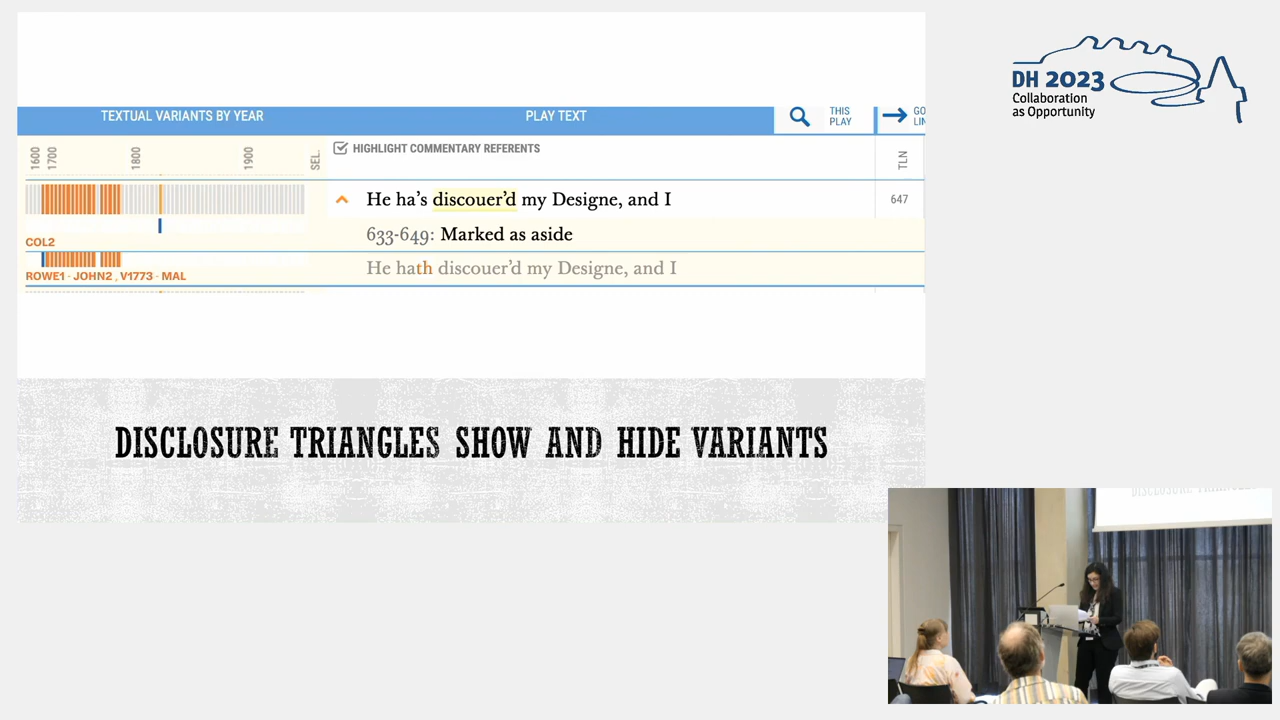 TEXTUAL VARIANTS BY YEAR
PLAY TEXT
THIS
PLAY
GO
LIN
1600
1700
1800
1900
SEL.
HIGHLIGHT COMMENTARY REFERENTS
TLN
He ha's discouer'd my Designe, and I
647
633-649: Marked as aside
COL2
He hath discouer'd my Designe, and I
ROWE1 - JOHN2 , V1773 - MAL
DISCLOSURE TRIANGLES SHOW AND HIDE VARIANTS
DH 2023
Collaboration
as Opportunity